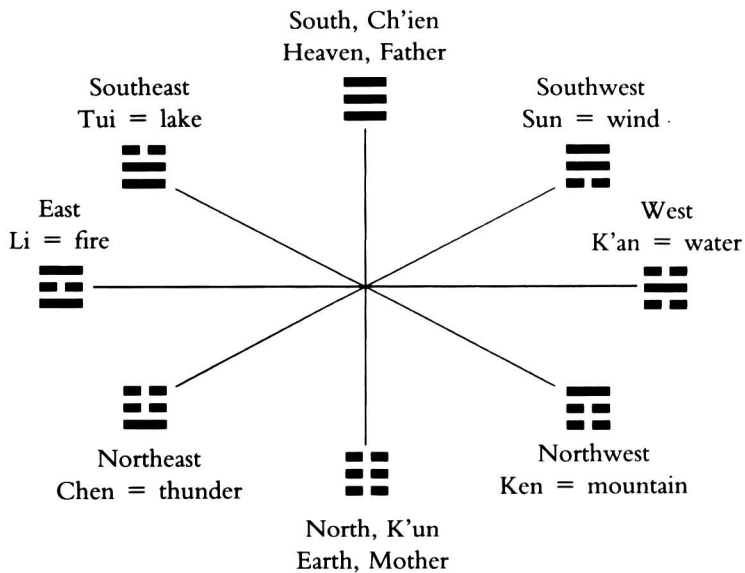 South, Ch'ien
Heaven, Father
Southeast
Tui = lake
Southwest
Sun = wind
East
Li = fire
West
K'an = water
Northeast
Chen = thunder
Northwest
Ken = mountain
North, K'un
Earth, Mother